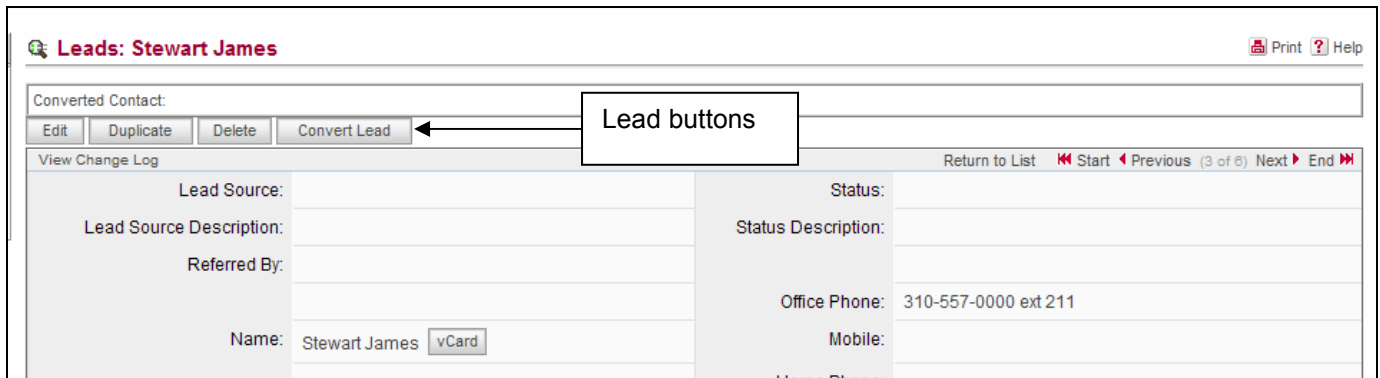 Leads: Stewart James
Print ? Help
Converted Contact:
Lead buttons
Edit Duplicate Delete Convert Lead
View Change Log Return to List Start Previous (3 of 6) Next End
Lead Source: Status:
Lead Source Description: Status Description:
Referred By:
Office Phone: 310-557-0000 ext 211
Name: Stewart James vCard Mobile: